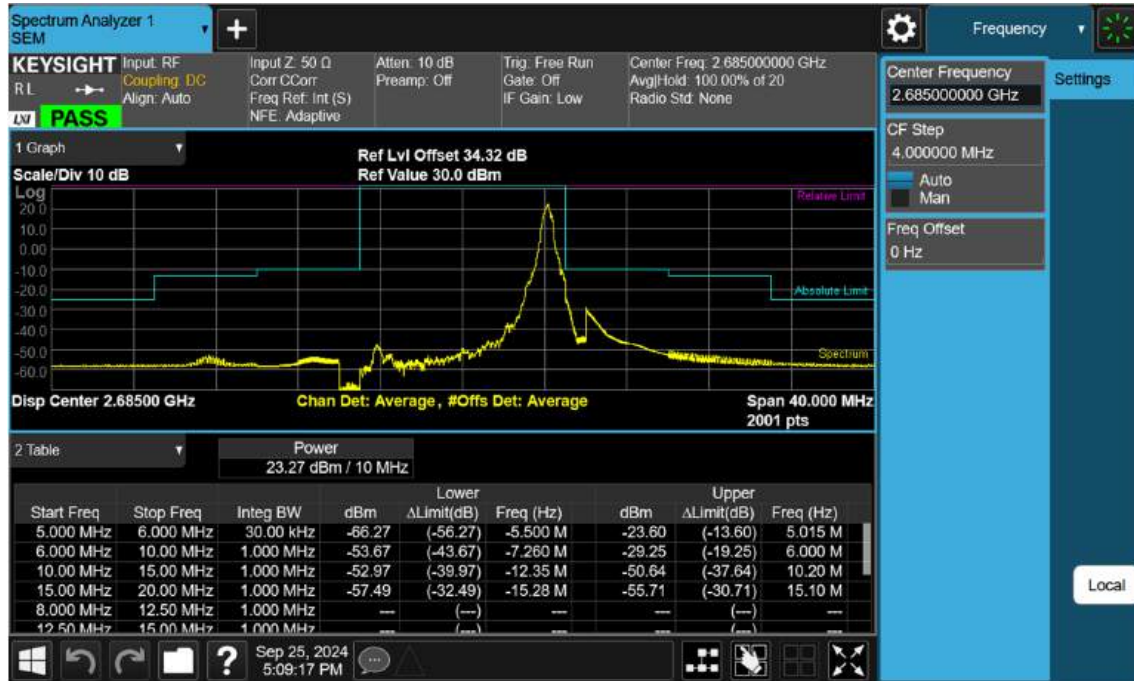 Spectrum Analyzer 1
SEM
+
Frequency
KEYSIGHT
RL
LXI
PASS
Input: RF
Coupling: DC
Align: Auto
Input Z: 50 Ω
Corr CCorr
Freq Ref: Int (S)
NFE: Adaptive
Atten: 10 dB
Preamp: Off
Trig: Free Run
Gate: Off
IF Gain: Low
Center Freq: 2.685000000 GHz
Avg|Hold: 100.00% of 20
Radio Std: None
Center Frequency
2.685000000 GHz
Settings
CF Step
4.000000 MHz
Auto
Man
Freq Offset
0 Hz
Local
1 Graph
Scale/Div 10 dB
Ref Lvl Offset 34.32 dB
Ref Value 30.0 dBm
Log
20.0
10.0
0.00
-10.0
-20.0
-30.0
-40.0
-50.0
-60.0
Relative Limit
Absolute Limit
Spectrum
Disp Center 2.68500 GHz
Chan Det: Average, #Offs Det: Average
Span 40.000 MHz
2001 pts
2 Table
Power
23.27 dBm / 10 MHz
Lower Upper
Start Freq Stop Freq Integ BW dBm ΔLimit(dB) Freq (Hz) dBm ΔLimit(dB) Freq (Hz)
5.000 MHz 6.000 MHz 30.00 kHz -66.27 (-56.27) -5.500 M -23.60 (-13.60) 5.015 M
6.000 MHz 10.00 MHz 1.000 MHz -53.67 (-43.67) -7.260 M -29.25 (-19.25) 6.000 M
10.00 MHz 15.00 MHz 1.000 MHz -52.97 (-39.97) -12.35 M -50.64 (-37.64) 10.20 M
15.00 MHz 20.00 MHz 1.000 MHz -57.49 (-32.49) -15.28 M -55.71 (-30.71) 15.10 M
8.000 MHz 12.50 MHz 1.000 MHz --- (---) --- --- (---) ---
12.50 MHz 15.00 MHz 1.000 MHz --- (---) --- --- (---) ---
?
Sep 25, 2024
5:09:17 PM